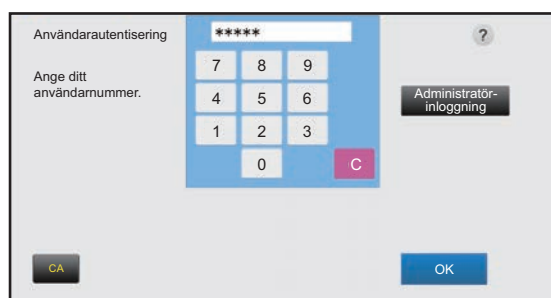 Användarautentisering
*****
?
Ange ditt
användarnummer.
7 8 9
4 5 6
1 2 3
0 C
Administratör-
inloggning
CA
OK